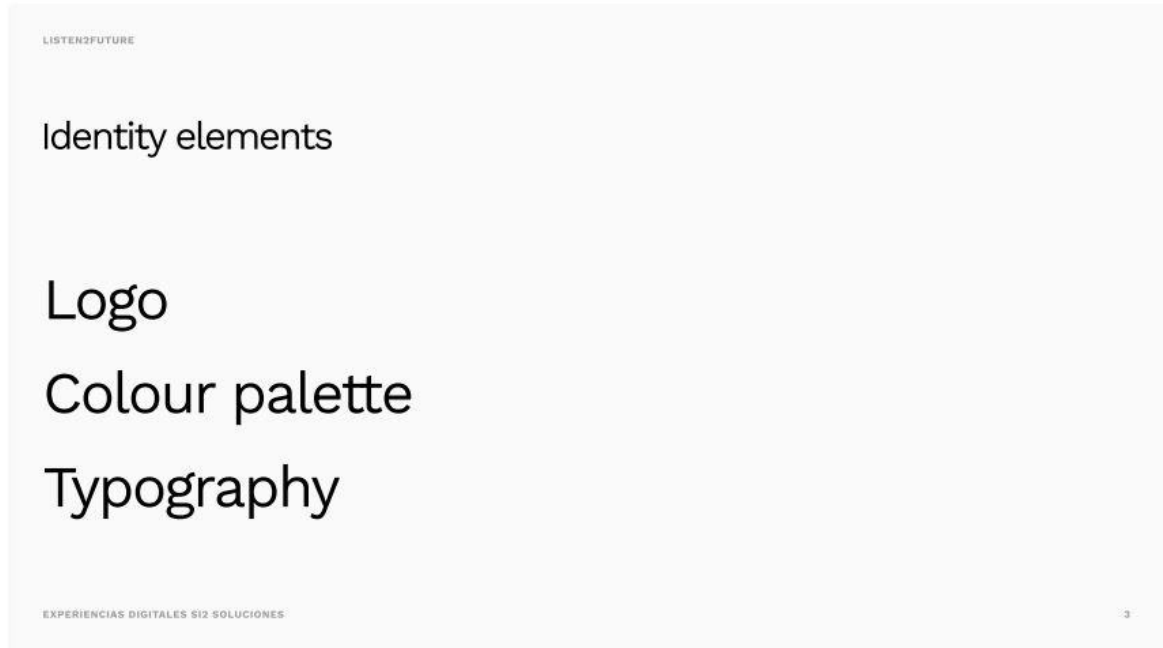 LISTEN2FUTURE
Identity elements
Logo
Colour palette
Typography
EXPERIENCIAS DIGITALES Si2 SOLUCIONES
3